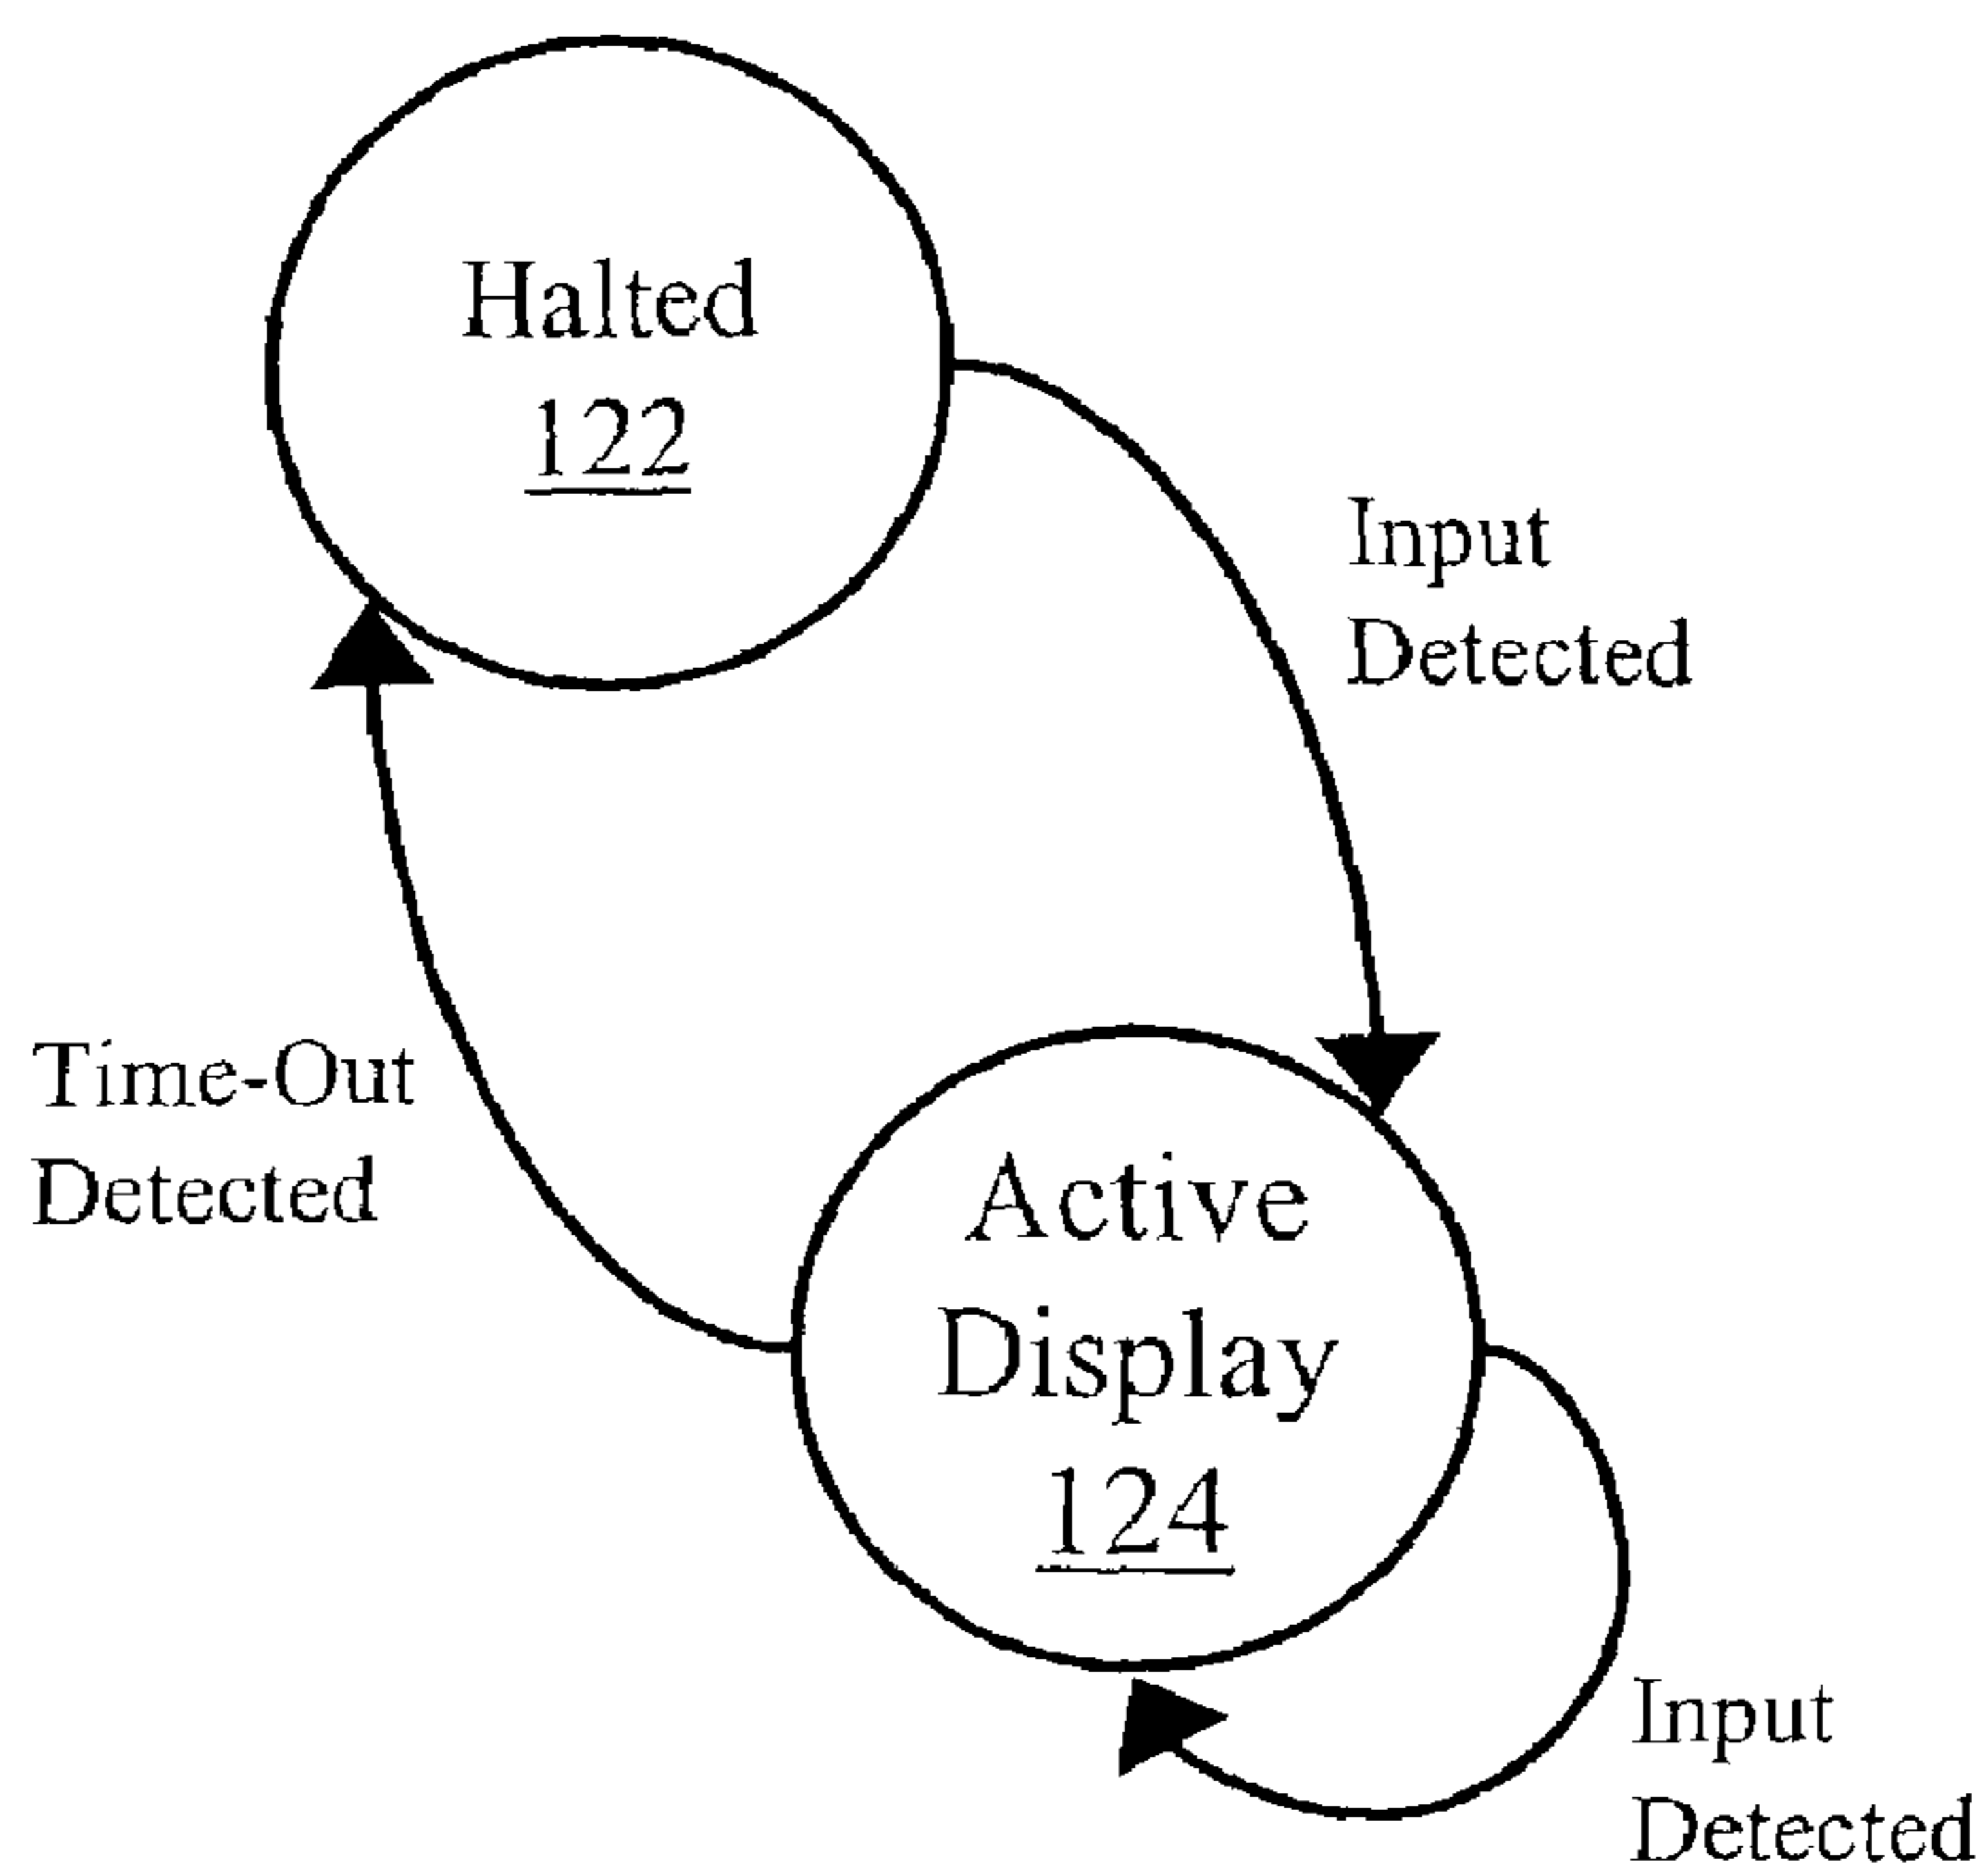 Halted
122
Input
Detected
Time-Out
Detected
Active
Display
124
Input
Detected